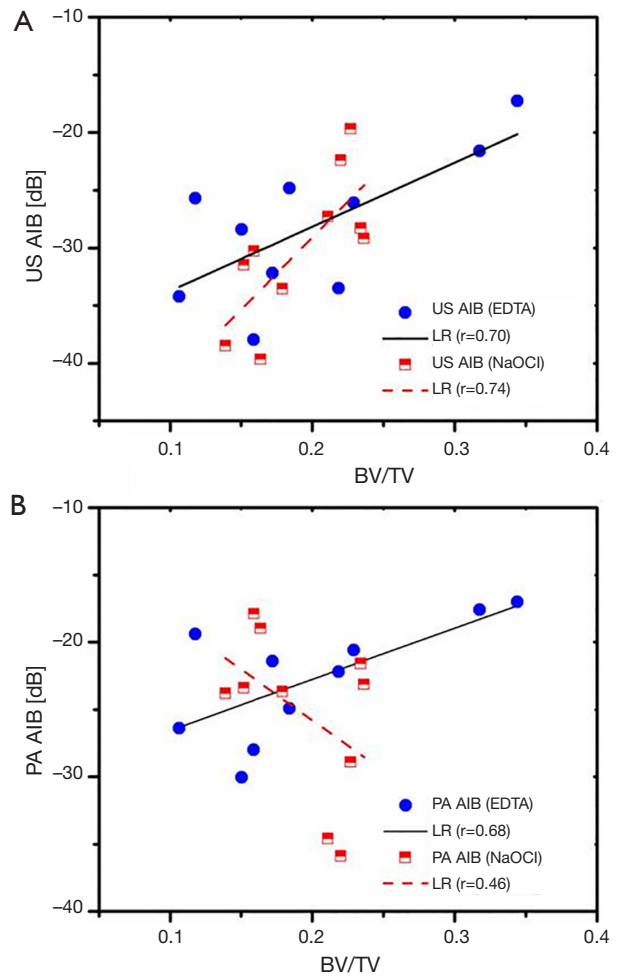 A
−10
−20
−30
−40
US AIB [dB]
US AIB (EDTA)
LR (r=0.70)
US AIB (NaOCl)
LR (r=0.74)
0.1 0.2 0.3 0.4
BV/TV
B
−10
−20
−30
−40
PA AIB [dB]
PA AIB (EDTA)
LR (r=0.68)
PA AIB (NaOCl)
LR (r=0.46)
0.1 0.2 0.3 0.4
BV/TV